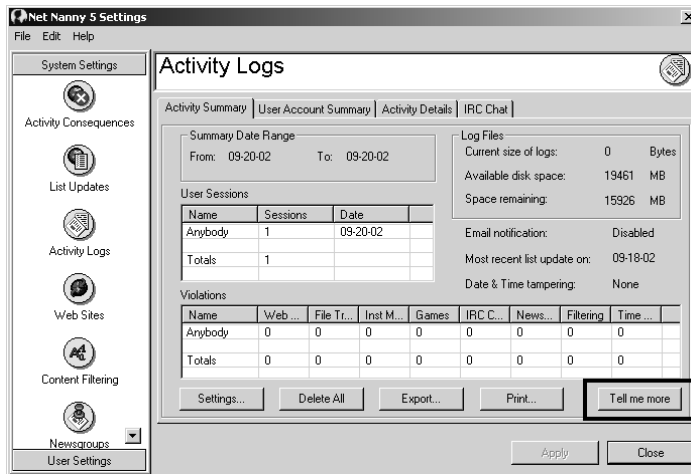 Net Nanny 5 Settings
File Edit Help
System Settings
Activity Consequences
List Updates
Activity Logs
Web Sites
Content Filtering
Newsgroups
User Settings
Activity Logs
Activity Summary User Account Summary Activity Details IRC Chat
Summary Date Range
From: 09-20-02 To: 09-20-02
Log Files
Current size of logs: 0 Bytes
Available disk space: 19461 MB
Space remaining: 15926 MB
User Sessions
Name Sessions Date
Anybody 1 09-20-02
Totals 1
Email notification: Disabled
Most recent list update on: 09-18-02
Date & Time tampering: None
Violations
Name Web ... File Tr... Inst M... Games IRC C... News... Filtering Time ...
Anybody 0 0 0 0 0 0 0 0
Totals 0 0 0 0 0 0 0 0
Settings... Delete All Export... Print... Tell me more
Apply Close